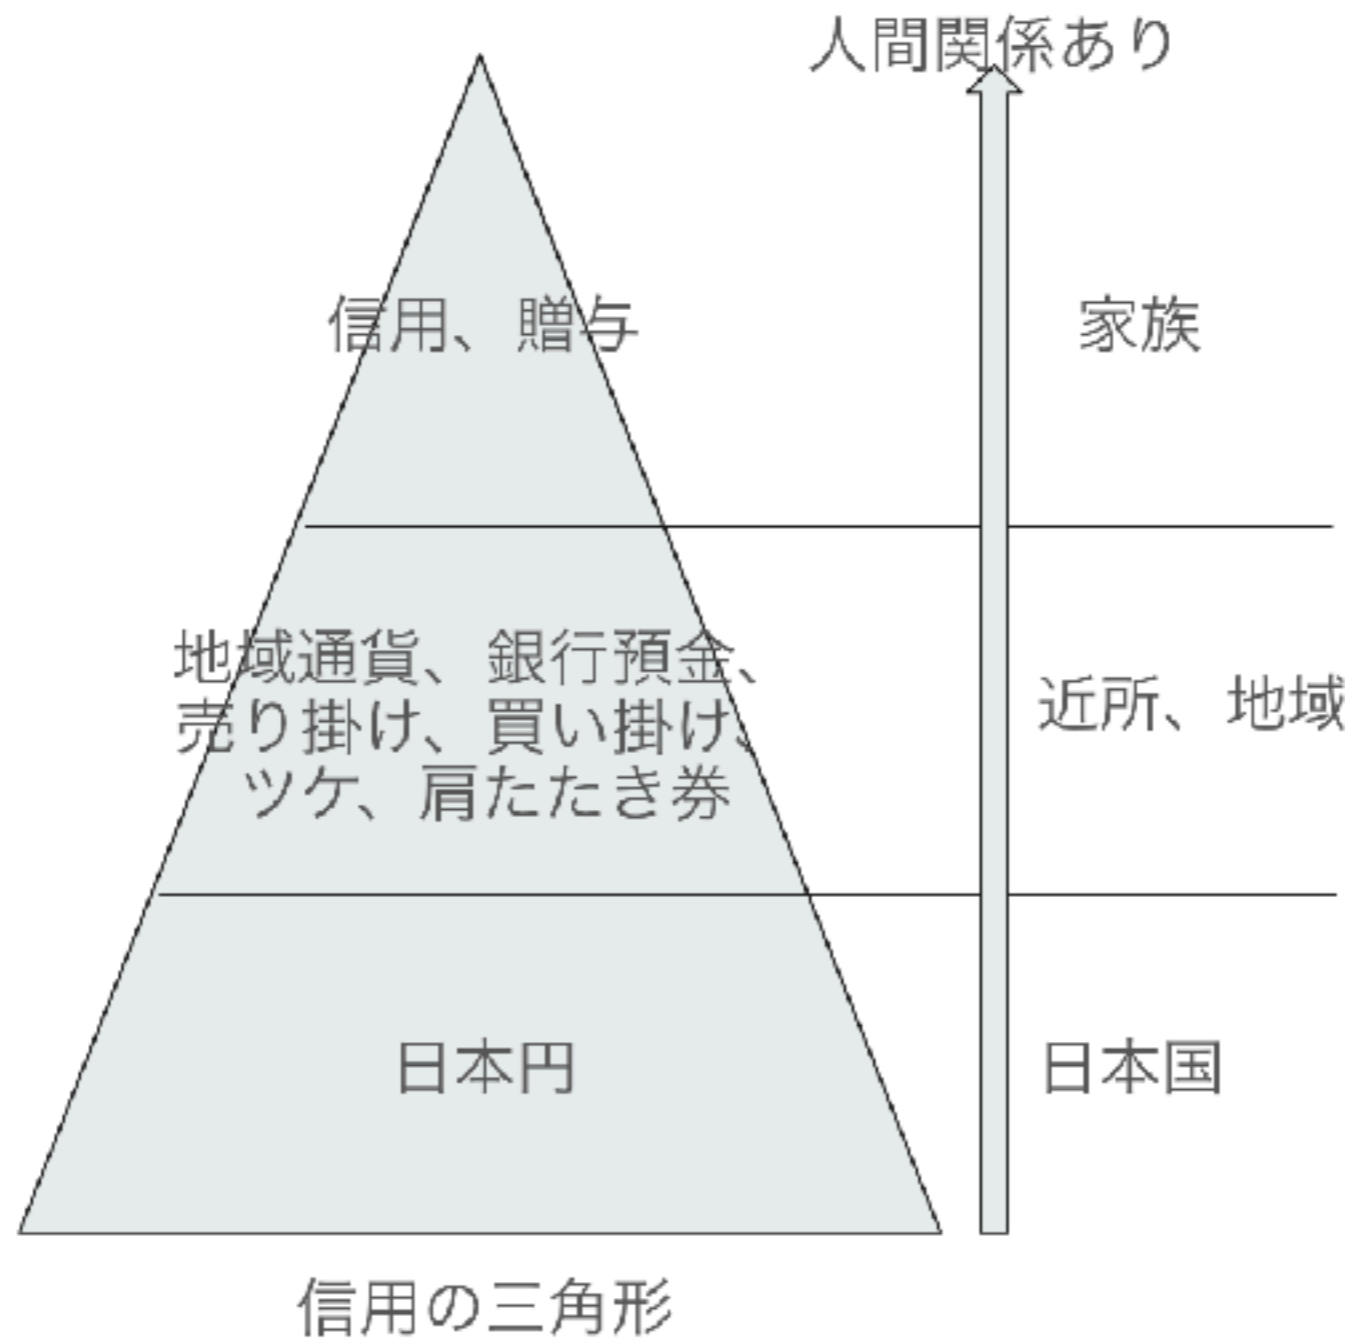 人間関係あり
信用、贈与
家族
地域通貨、銀行預金、
売り掛け、買い掛け、
ツケ、肩たたき券
近所、地域
日本円
日本国
信用の三角形